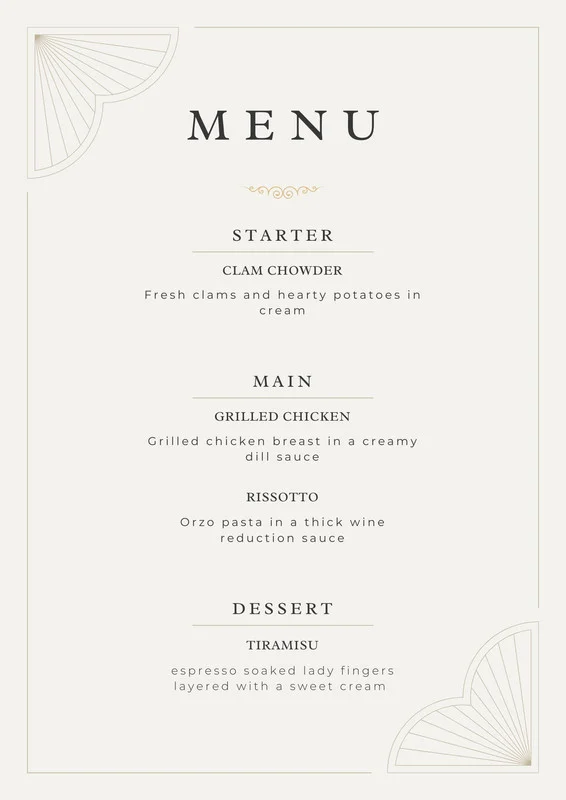 MENU
STARTER
CLAM CHOWDER
Fresh clams and hearty potatoes in
cream
MAIN
GRILLED CHICKEN
Grilled chicken breast in a creamy
dill sauce
RISSOTTO
Orzo pasta in a thick wine
reduction sauce
DESSERT
TIRAMISU
espresso soaked lady fingers
layered with a sweet cream